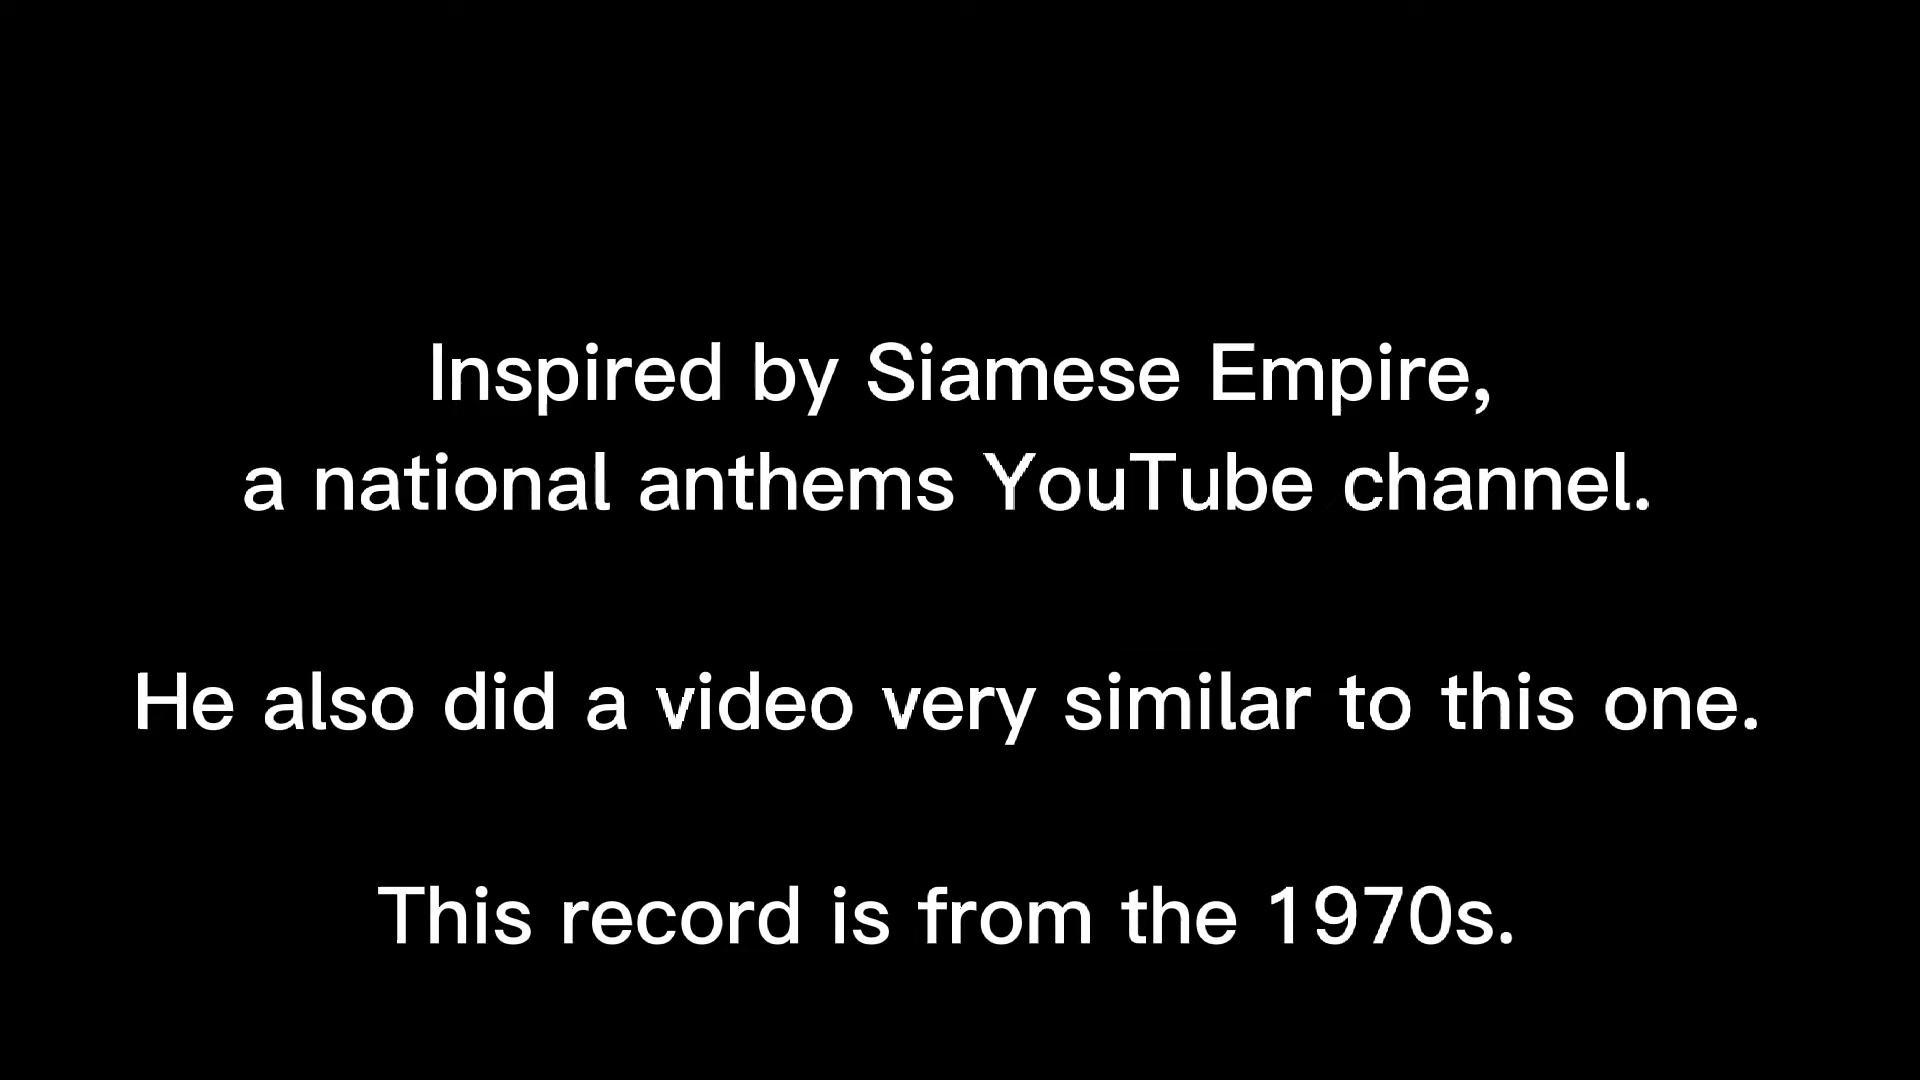 Inspired by Siamese Empire,
a national anthems YouTube channel.
He also did a video very similar to this one.
This record is from the 1970s.